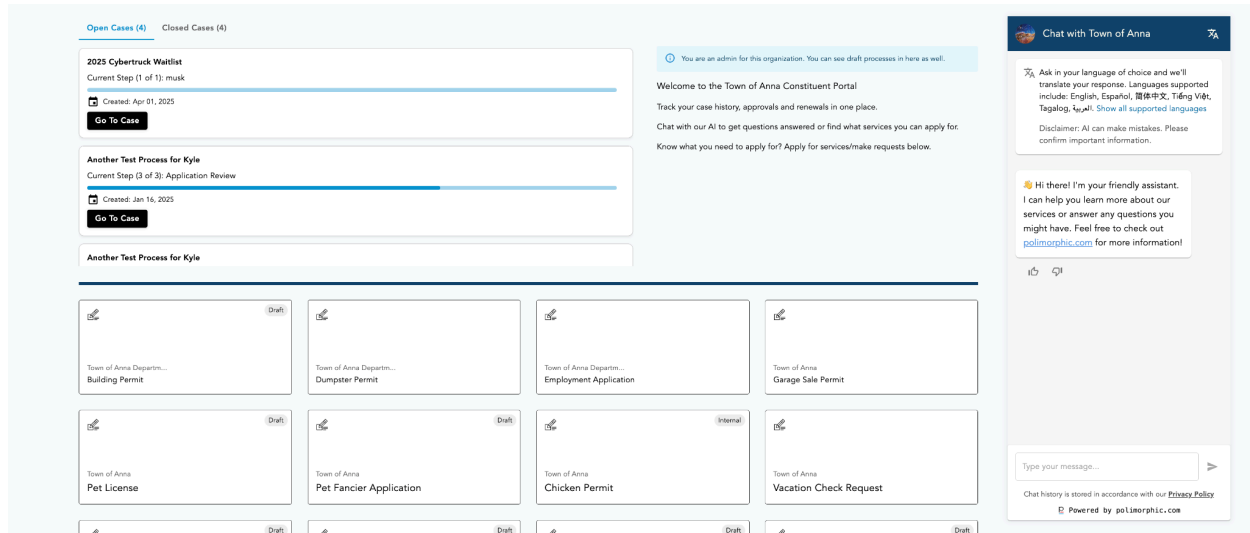 Open Cases (4)
Closed Cases (4)
2025 Cybertruck Waitlist
Current Step (1 of 1): musk
Created: Apr 01, 2025
Go To Case
Another Test Process for Kyle
Current Step (3 of 3): Application Review
Created: Jan 16, 2025
Go To Case
Another Test Process for Kyle
You are an admin for this organization. You can see draft processes in here as well.
Welcome to the Town of Anna Constituent Portal
Track your case history, approvals and renewals in one place.
Chat with our AI to get questions answered or find what services you can apply for.
Know what you need to apply for? Apply for services/make requests below.
Draft
Town of Anna Departm...
Building Permit
Town of Anna Departm...
Dumpster Permit
Town of Anna Departm...
Employment Application
Town of Anna
Garage Sale Permit
Draft
Town of Anna
Pet License
Draft
Town of Anna
Pet Fancier Application
Internal
Town of Anna
Chicken Permit
Town of Anna
Vacation Check Request
Draft
Draft
Draft
Draft
Chat with Town of Anna
Ask in your language of choice and we'll
translate your response. Languages supported
include: English, Español, 简体中文, Tiếng Việt,
Tagalog, العربية. Show all supported languages
Disclaimer: AI can make mistakes. Please
confirm important information.
👋 Hi there! I'm your friendly assistant.
I can help you learn more about our
services or answer any questions you
might have. Feel free to check out
polimorphic.com for more information!
Type your message...
Chat history is stored in accordance with our Privacy Policy
Powered by polimorphic.com